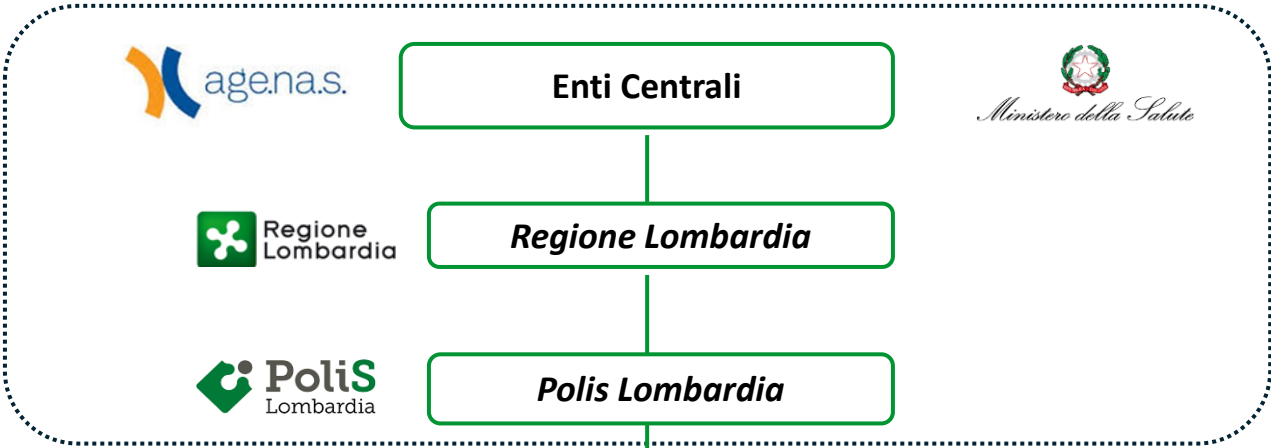 age.na.s.
Enti Centrali
Ministero della Salute
Regione
Lombardia
Regione Lombardia
PoliS
Lombardia
Polis Lombardia